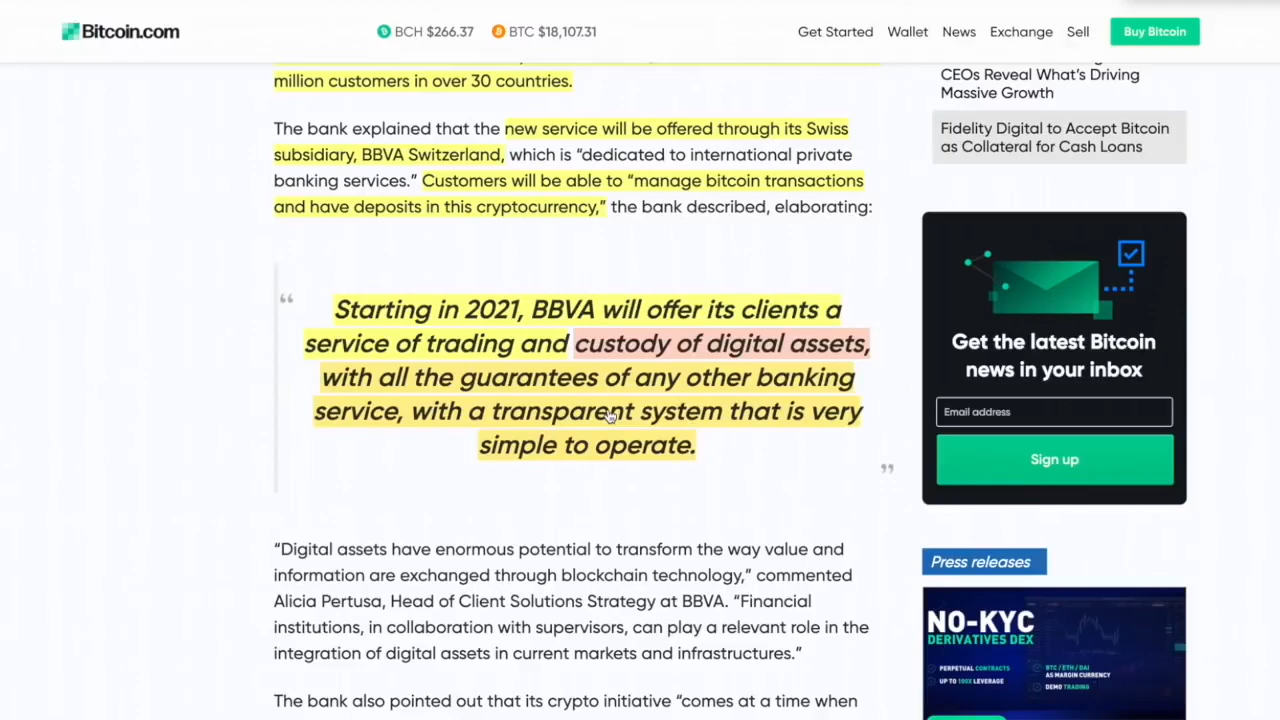 Bitcoin.com
BCH $266.37
BTC $18,107.31
Get Started
Wallet
News
Exchange
Sell
Buy Bitcoin
million customers in over 30 countries.
The bank explained that the new service will be offered through its Swiss
subsidiary, BBVA Switzerland, which is “dedicated to international private
banking services.” Customers will be able to “manage bitcoin transactions
and have deposits in this cryptocurrency,” the bank described, elaborating:
“
Starting in 2021, BBVA will offer its clients a
service of trading and custody of digital assets,
with all the guarantees of any other banking
service, with a transparent system that is very
simple to operate.
”
“Digital assets have enormous potential to transform the way value and
information are exchanged through blockchain technology,” commented
Alicia Pertusa, Head of Client Solutions Strategy at BBVA. “Financial
institutions, in collaboration with supervisors, can play a relevant role in the
integration of digital assets in current markets and infrastructures.”
The bank also pointed out that its crypto initiative “comes at a time when
CEOs Reveal What’s Driving
Massive Growth
Fidelity Digital to Accept Bitcoin
as Collateral for Cash Loans
Get the latest Bitcoin
news in your inbox
Email address
Sign up
Press releases
NO-KYC
DERIVATIVES DEX
PERPETUAL CONTRACTS
UP TO 100X LEVERAGE
BTC / ETH / DAI
AS MARGIN CURRENCY
DEMO TRADING